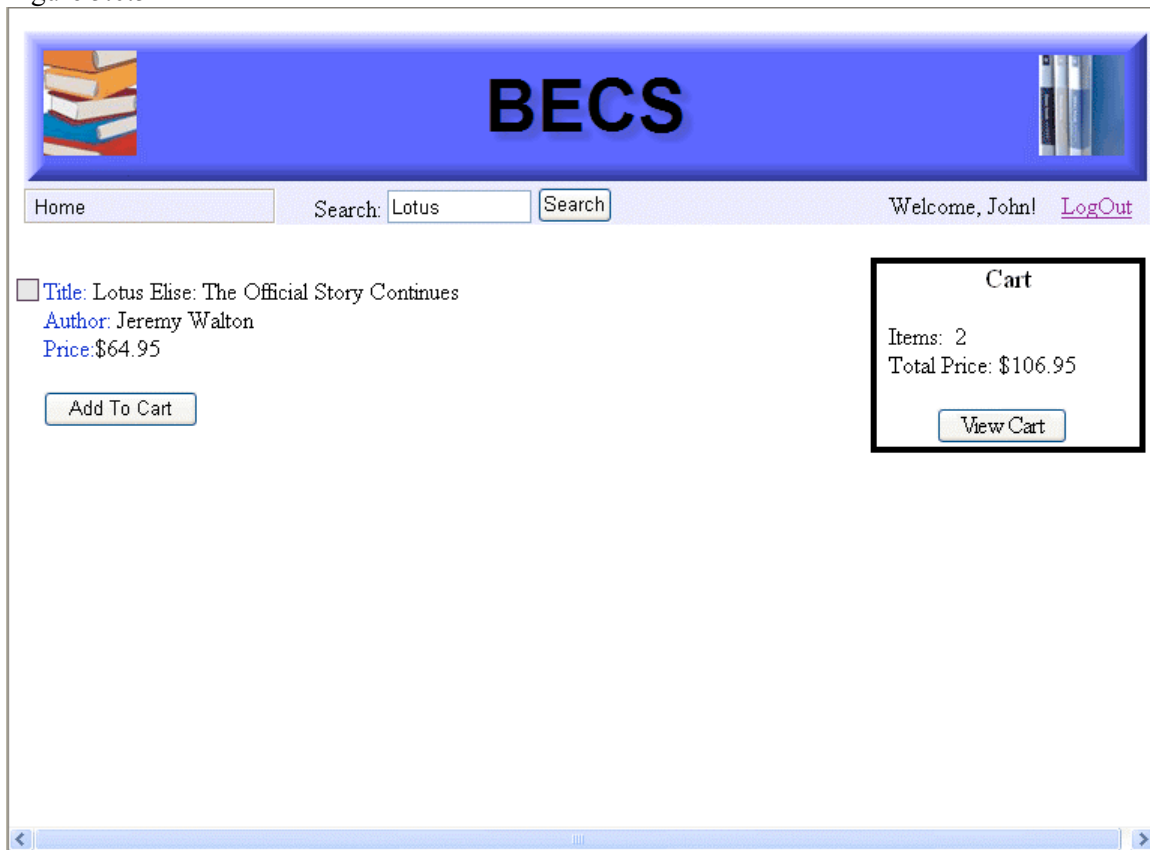 BECS
Home Search: Lotus Search Welcome, John! LogOut
Title: Lotus Elise: The Official Story Continues
Author: Jeremy Walton
Price:$64.95
Add To Cart
Cart
Items: 2
Total Price: $106.95
View Cart